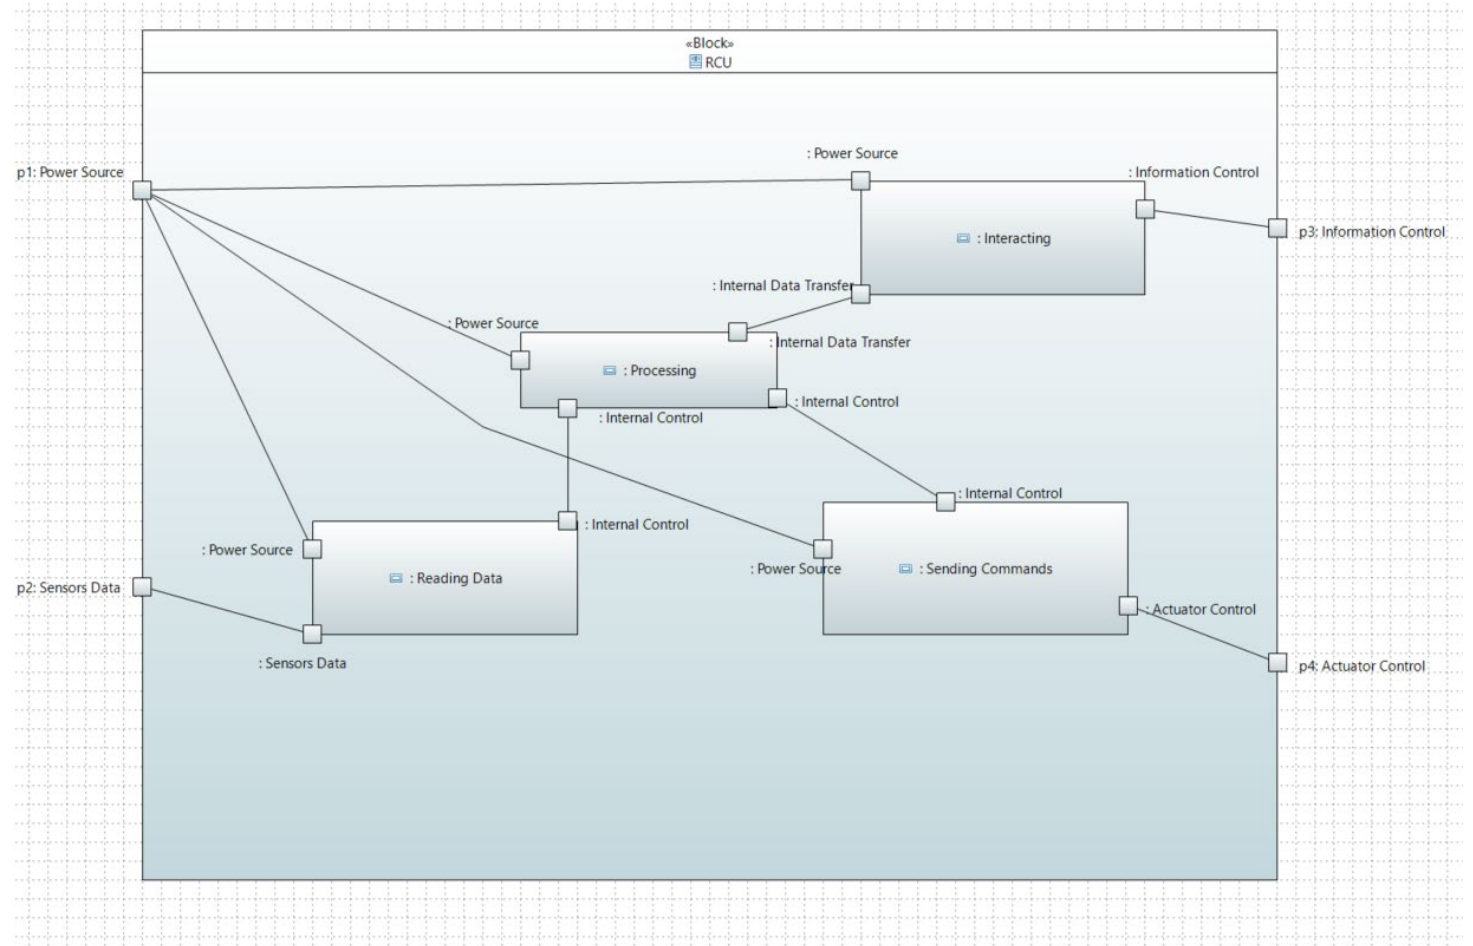 «Block»
RCU
: Power Source
p1: Power Source
: Information Control
p3: Information Control
: Interacting
: Internal Data Transfer
: Power Source
: Internal Data Transfer
: Processing
: Internal Control
: Internal Control
: Internal Control
: Internal Control
: Power Source
: Power Source
: Sending Commands
: Reading Data
p2: Sensors Data
: Actuator Control
: Sensors Data
p4: Actuator Control